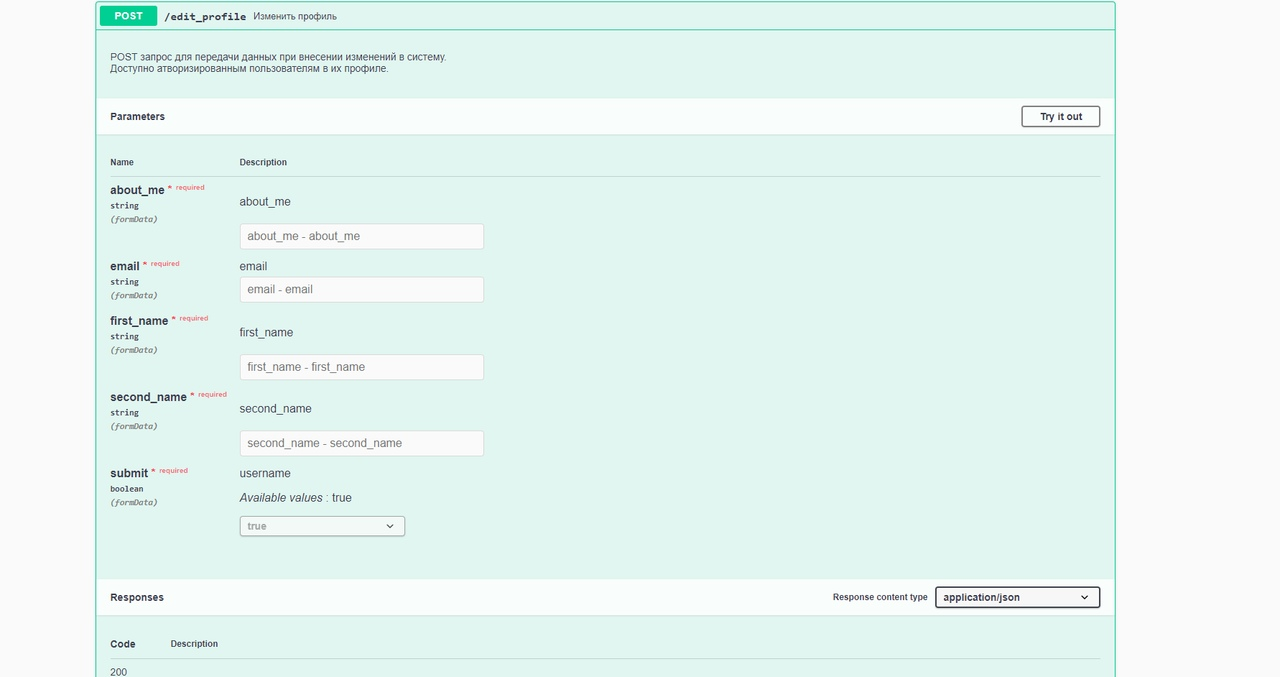 POST /edit_profile Изменить профиль
POST запрос для передачи данных при внесении изменений в систему.
Доступно атворизированным пользователям в их профиле.
Parameters Try it out
Name Description
about_me * required
string
(formData)
about_me
about_me - about_me
email * required
string
(formData)
email
email - email
first_name * required
string
(formData)
first_name
first_name - first_name
second_name * required
string
(formData)
second_name
second_name - second_name
submit * required
boolean
(formData)
username
Available values : true
true
Responses Response content type application/json
Code Description
200